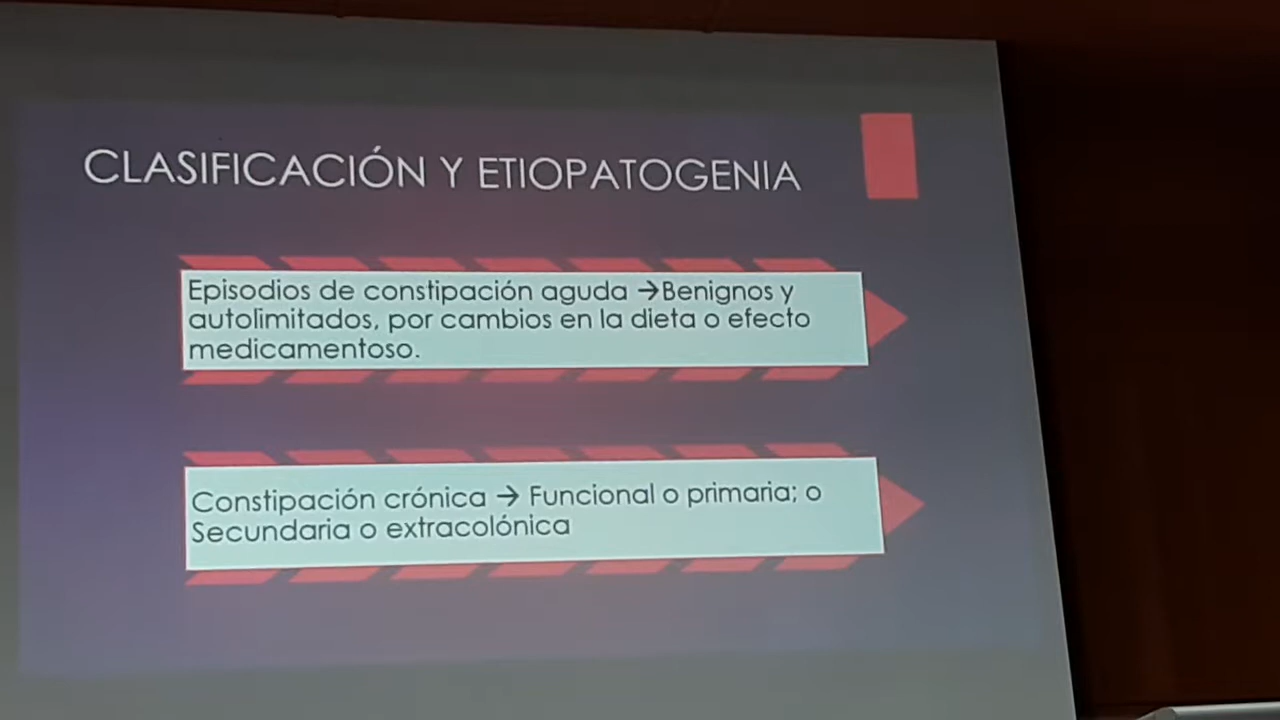 CLASIFICACIÓN Y ETIOPATOGENIA
Episodios de constipación aguda →Benignos y
autolimitados, por cambios en la dieta o efecto
medicamentoso.
Constipación crónica → Funcional o primaria; o
Secundaria o extracolónica